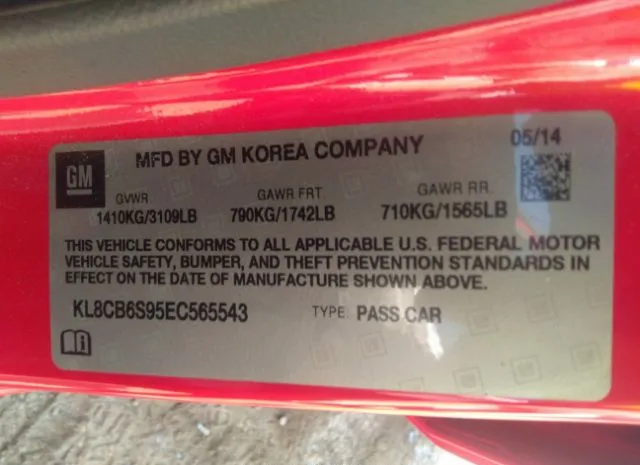 MFD BY GM KOREA COMPANY 05/14
GM
GVWR GAWR FRT. GAWR RR.
1410KG/3109LB 790KG/1742LB 710KG/1565LB
THIS VEHICLE CONFORMS TO ALL APPLICABLE U.S. FEDERAL MOTOR
VEHICLE SAFETY, BUMPER, AND THEFT PREVENTION STANDARDS IN
EFFECT ON THE DATE OF MANUFACTURE SHOWN ABOVE.
KL8CB6S95EC565543 TYPE: PASS CAR